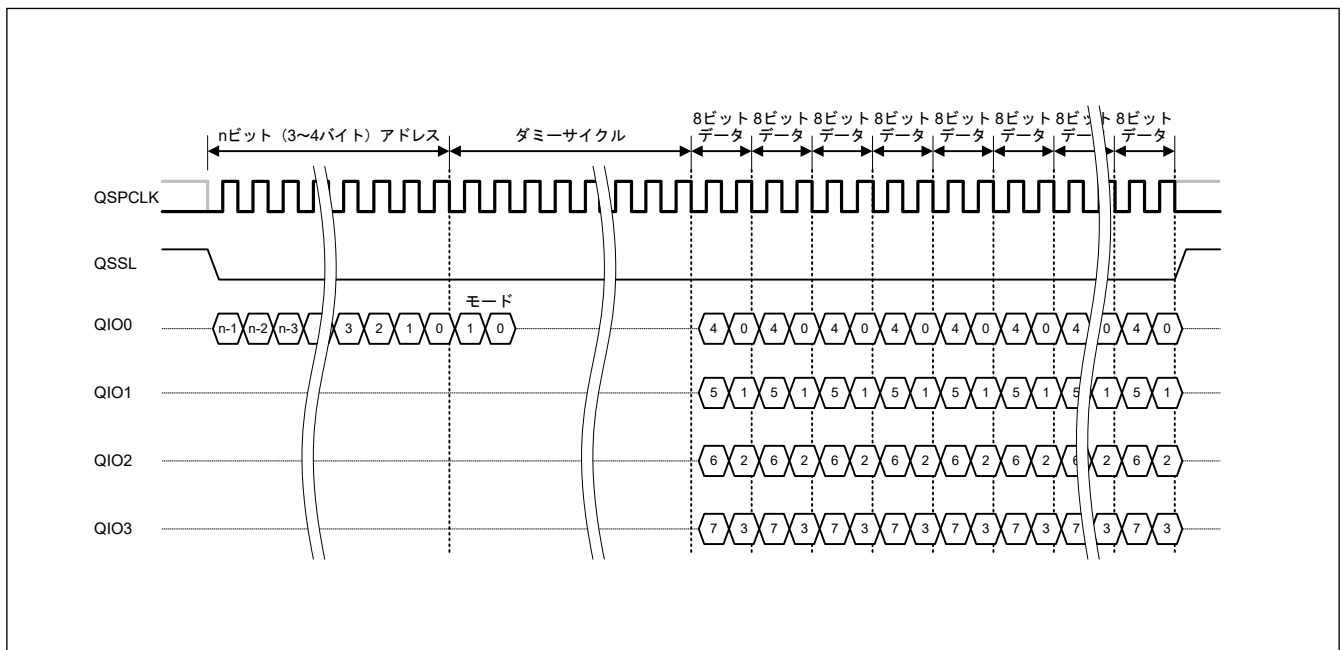 nビット（3～4バイト）アドレス
ダミーサイクル
8ビット 8ビット 8ビット 8ビット 8ビット 8ビット 8ビット 8ビット
データ データ データ データ データ データ データ データ
QSPCLK
QSSL
モード
QIO0 n-1 n-2 n-3 3 2 1 0 1 0 4 0 4 0 4 0 4 0 4 0 4 0 4 0 4 0
QIO1 5 1 5 1 5 1 5 1 5 1 5 1 5 1 5 1
QIO2 6 2 6 2 6 2 6 2 6 2 6 2 6 2 6 2
QIO3 7 3 7 3 7 3 7 3 7 3 7 3 7 3 7 3